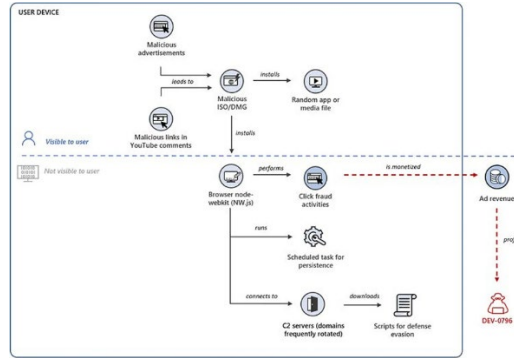 USER DEVICE
Malicious
advertisements
leads to
Malicious
ISO/DMG
installs
Random app or
media file
Malicious links in
YouTube comments
installs
Visible to user
Not visible to user
Browser node-
webkit (NW.js)
performs
Click fraud
activities
is monetized
Ad revenue
runs
Scheduled task for
persistence
connects to
C2 servers (domains
frequently rotated)
downloads
Scripts for defense
evasion
DEV-0796